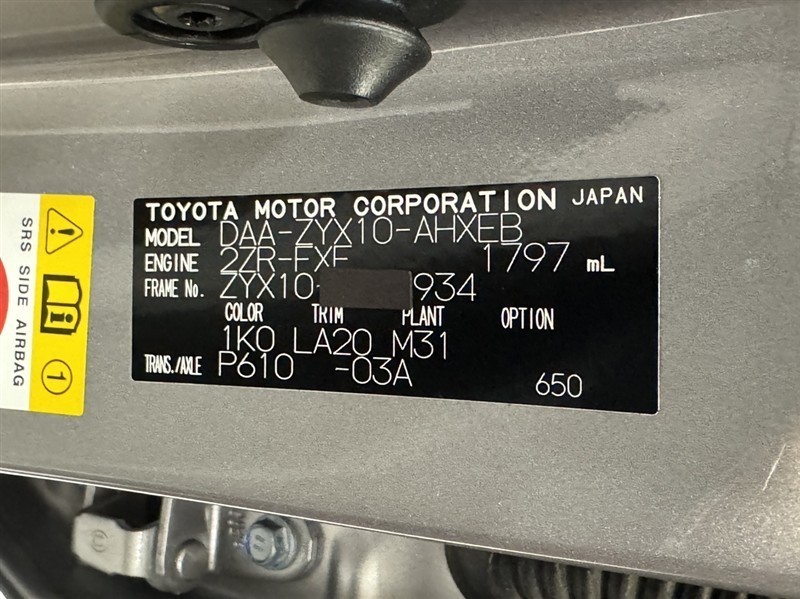 TOYOTA MOTOR CORPORATION JAPAN
MODEL DAA-ZYX10-AHXEB
ENGINE 2ZR-FXE 1797 mL
FRAME No. ZYX10- 934
COLOR TRIM PLANT OPTION
1K0 LA20 M31
TRANS./AXLE P610 -03A
650
SRS SIDE AIRBAG
1